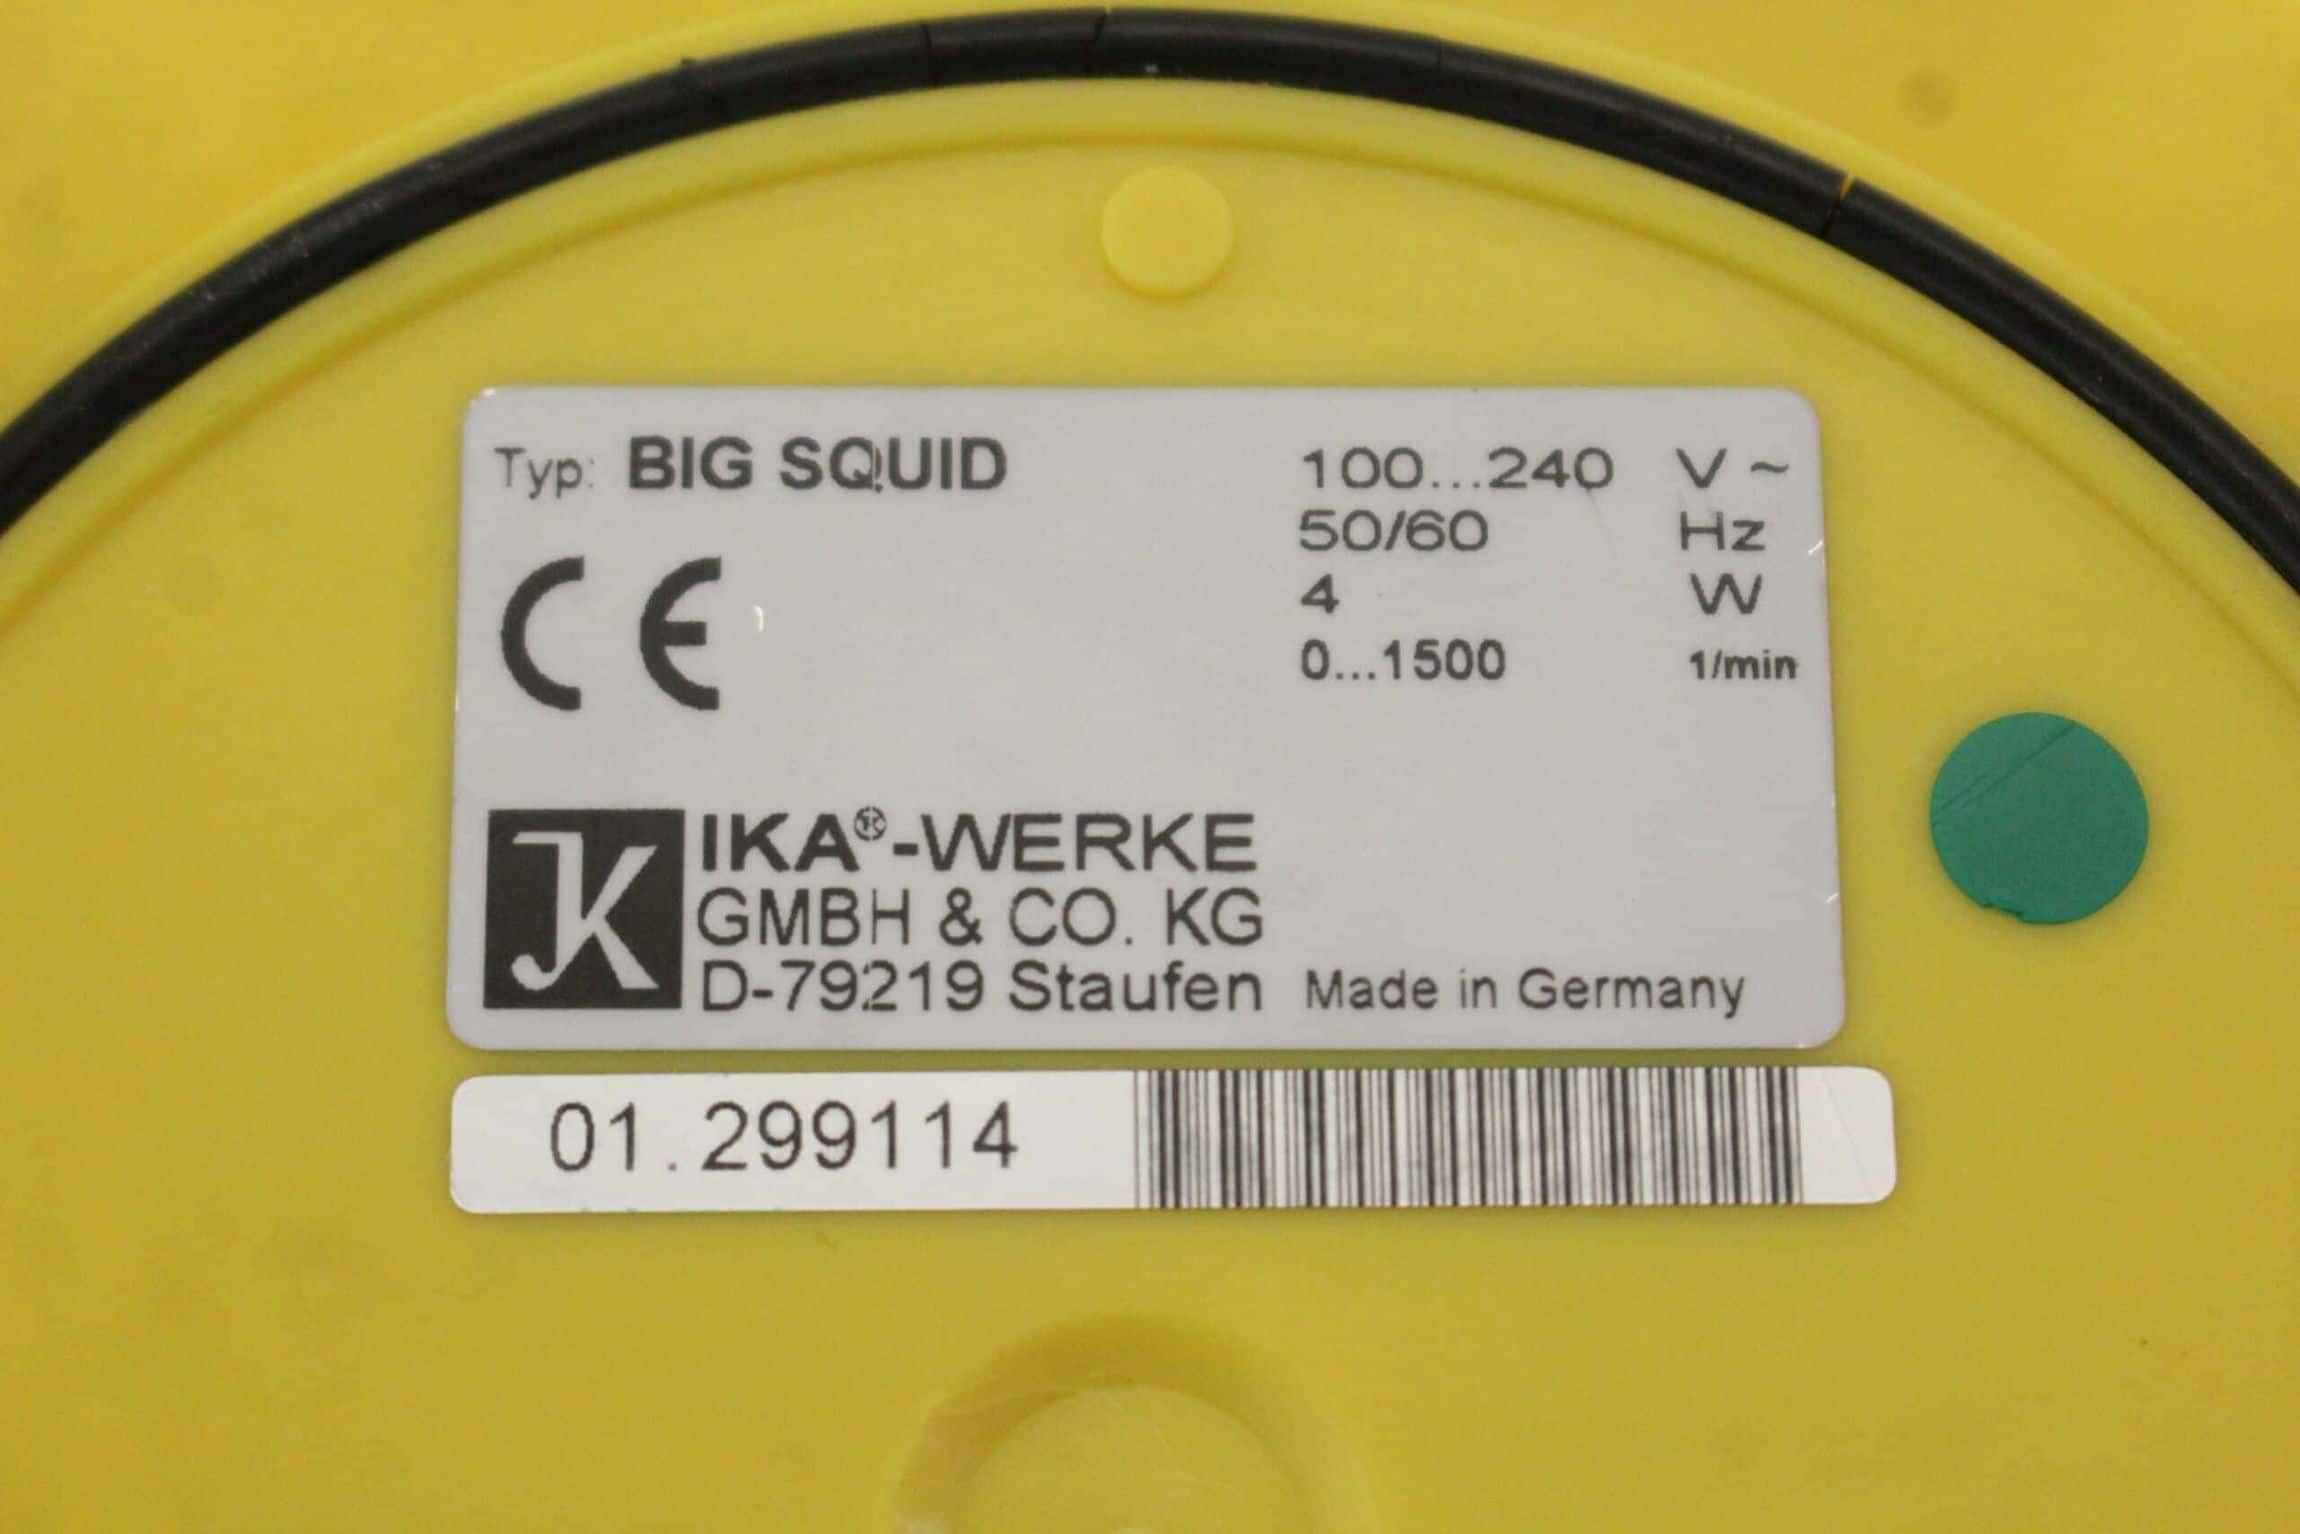 Typ: BIG SQUID 100...240 V ~
50/60 Hz
4 W
0...1500 1/min
CE
IKA®-WERKE
GMBH & CO. KG
D-79219 Staufen Made in Germany
01.299114